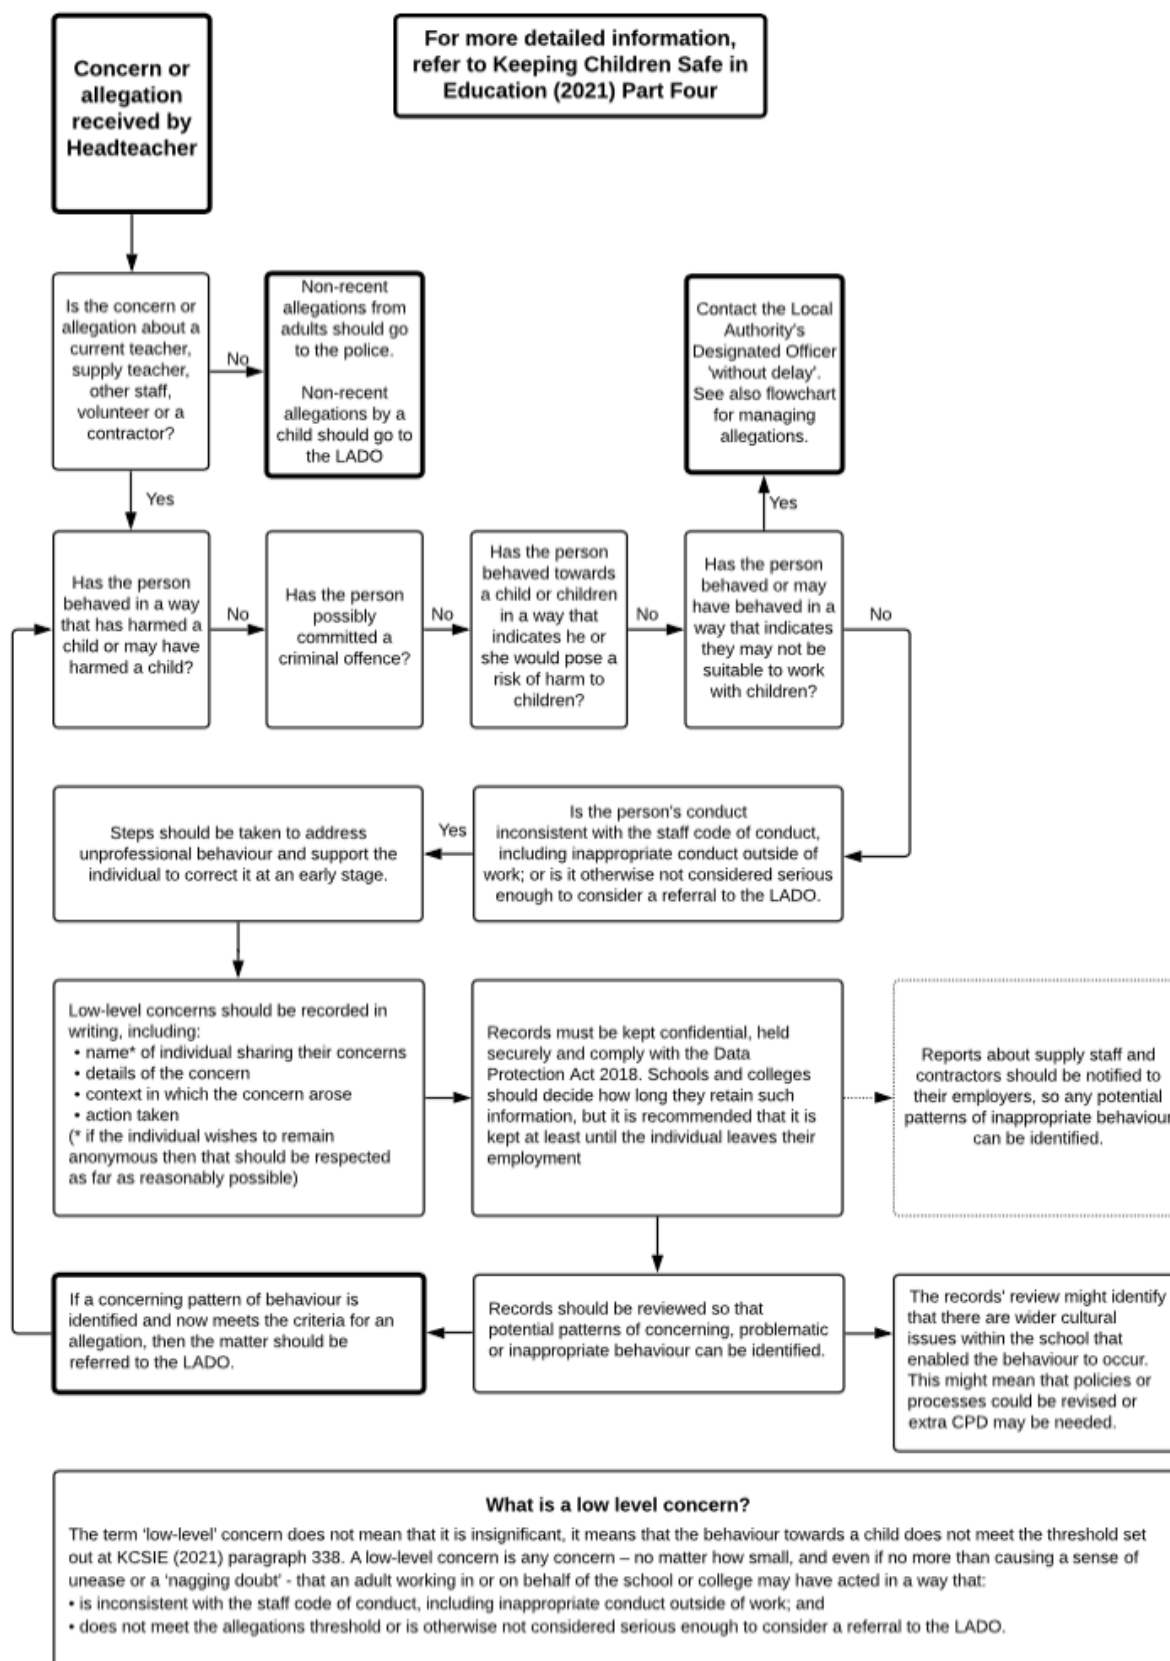 Concern or
allegation
received by
Headteacher
For more detailed information,
refer to Keeping Children Safe in
Education (2021) Part Four
Is the concern or
allegation about a
current teacher,
supply teacher,
other staff,
volunteer or a
contractor?
No
Non-recent
allegations from
adults should go
to the police.
Non-recent
allegations by a
child should go to
the LADO
Contact the Local
Authority's
Designated Officer
'without delay'.
See also flowchart
for managing
allegations.
Yes
Yes
Has the person
behaved in a way
that has harmed a
child or may have
harmed a child?
No
Has the person
possibly
committed a
criminal offence?
No
Has the person
behaved towards
a child or children
in a way that
indicates he or
she would pose a
risk of harm to
children?
No
Has the person
behaved or may
have behaved in a
way that indicates
they may not be
suitable to work
with children?
No
Steps should be taken to address
unprofessional behaviour and support the
individual to correct it at an early stage.
Yes
Is the person's conduct
inconsistent with the staff code of conduct,
including inappropriate conduct outside of
work; or is it otherwise not considered serious
enough to consider a referral to the LADO.
Low-level concerns should be recorded in
writing, including:
• name* of individual sharing their concerns
• details of the concern
• context in which the concern arose
• action taken
(* if the individual wishes to remain
anonymous then that should be respected
as far as reasonably possible)
Records must be kept confidential, held
securely and comply with the Data
Protection Act 2018. Schools and colleges
should decide how long they retain such
information, but it is recommended that it is
kept at least until the individual leaves their
employment
Reports about supply staff and
contractors should be notified to
their employers, so any potential
patterns of inappropriate behaviour
can be identified.
If a concerning pattern of behaviour is
identified and now meets the criteria for an
allegation, then the matter should be
referred to the LADO.
Records should be reviewed so that
potential patterns of concerning, problematic
or inappropriate behaviour can be identified.
The records' review might identify
that there are wider cultural
issues within the school that
enabled the behaviour to occur.
This might mean that policies or
processes could be revised or
extra CPD may be needed.
What is a low level concern?
The term 'low-level' concern does not mean that it is insignificant, it means that the behaviour towards a child does not meet the threshold set
out at KCSIE (2021) paragraph 338. A low-level concern is any concern – no matter how small, and even if no more than causing a sense of
unease or a 'nagging doubt' - that an adult working in or on behalf of the school or college may have acted in a way that:
• is inconsistent with the staff code of conduct, including inappropriate conduct outside of work; and
• does not meet the allegations threshold or is otherwise not considered serious enough to consider a referral to the LADO.